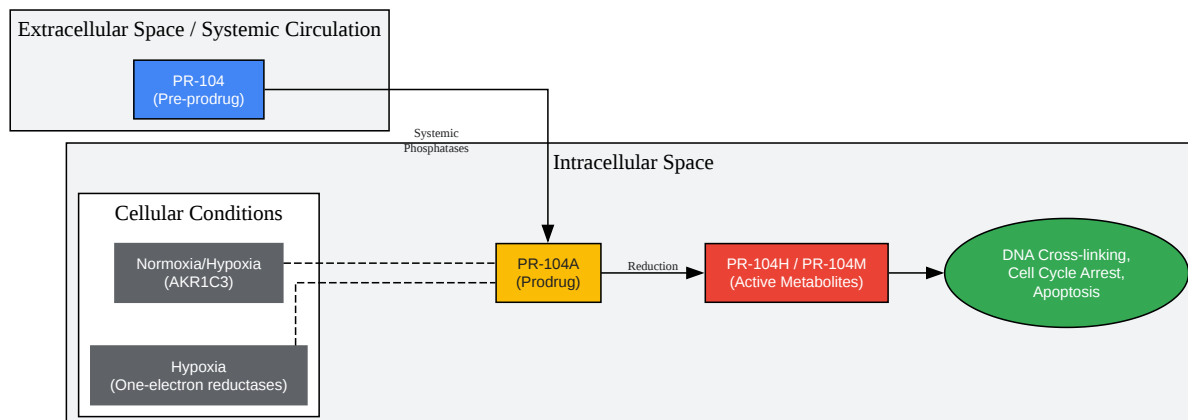 Extracellular Space / Systemic Circulation
PR-104
(Pre-prodrug)
Systemic
Phosphatases
Intracellular Space
Cellular Conditions
Normoxia/Hypoxia
(AKR1C3)
Hypoxia
(One-electron reductases)
PR-104A
(Prodrug)
Reduction
PR-104H / PR-104M
(Active Metabolites)
DNA Cross-linking,
Cell Cycle Arrest,
Apoptosis